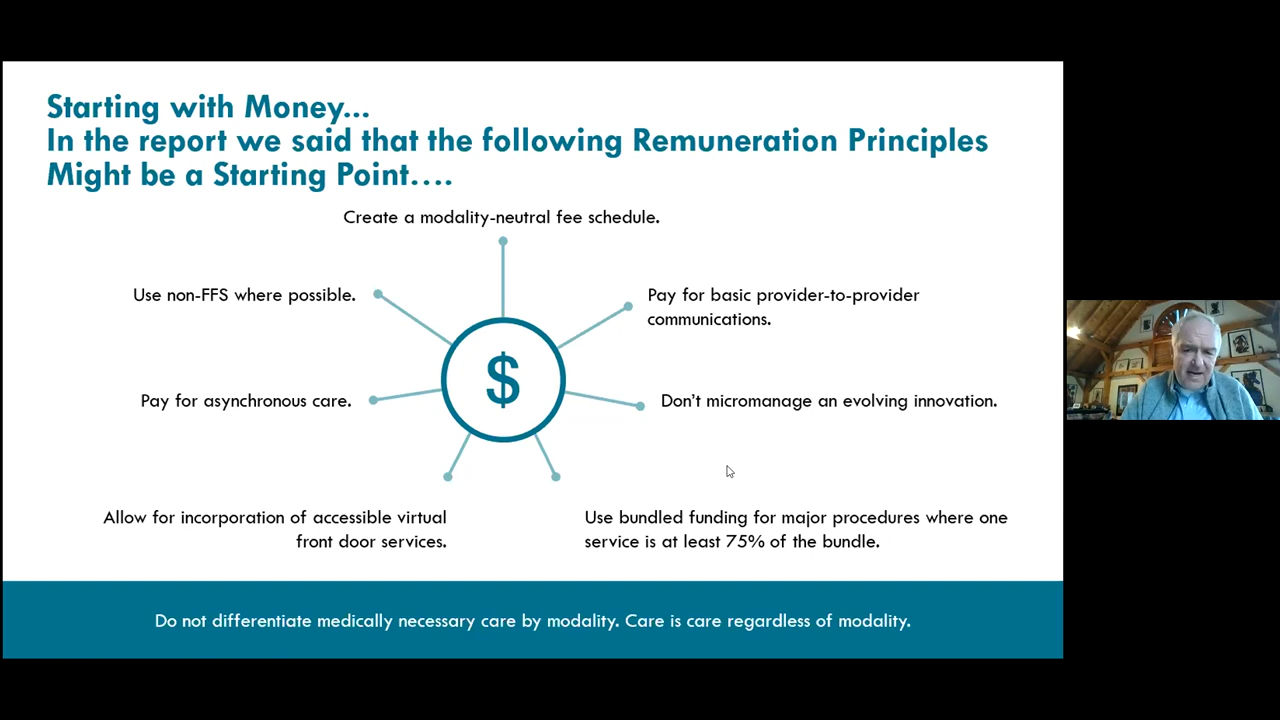 Starting with Money...
In the report we said that the following Remuneration Principles
Might be a Starting Point....
Create a modality-neutral fee schedule.
Use non-FFS where possible.
Pay for basic provider-to-provider
communications.
$
Pay for asynchronous care.
Don't micromanage an evolving innovation.
Allow for incorporation of accessible virtual
front door services.
Use bundled funding for major procedures where one
service is at least 75% of the bundle.
Do not differentiate medically necessary care by modality. Care is care regardless of modality.